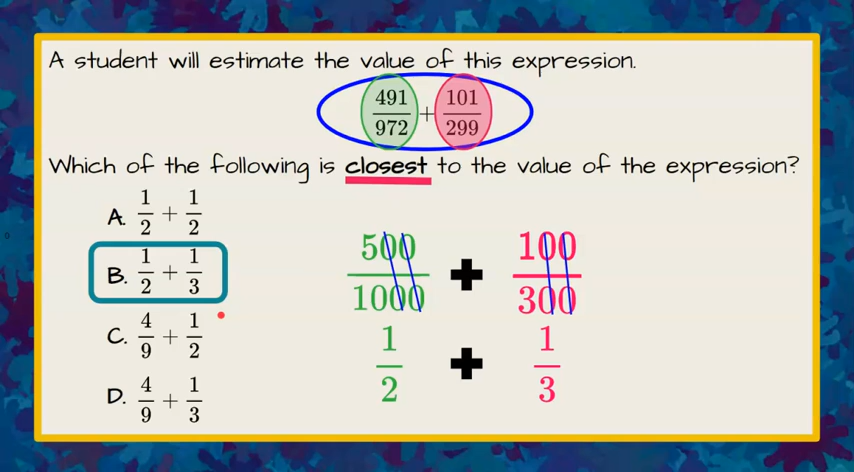 A student will estimate the value of this expression.
491/972 + 101/299
Which of the following is closest to the value of the expression?
A. 1/2 + 1/2
B. 1/2 + 1/3
C. 4/9 + 1/2
D. 4/9 + 1/3
500/1000 + 100/300
1/2 + 1/3